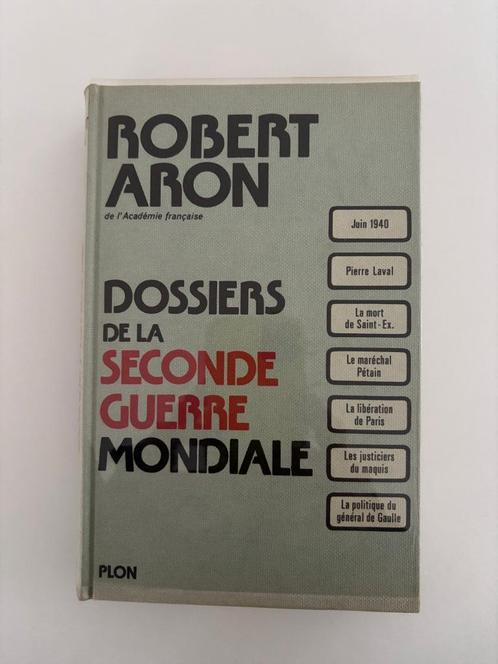 ROBERT
ARON
de l'Académie française
DOSSIERS
DE LA
SECONDE
GUERRE
MONDIALE
Juin 1940
Pierre Laval
La mort
de Saint-Ex.
Le maréchal
Pétain
La libération
de Paris
Les justiciers
du maquis
La politique du
général de Gaulle
PLON